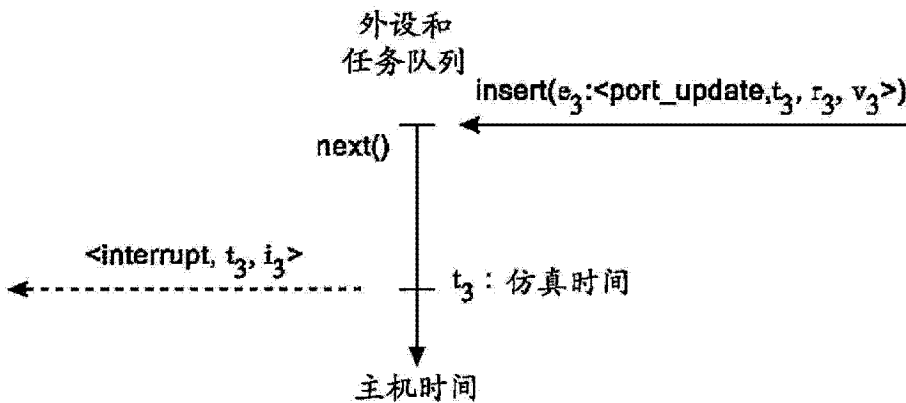 外设和
任务队列
insert(e₃:<port_update,t₃, r₃, v₃>)
next()
<interrupt, t₃, i₃>
t₃：仿真时间
主机时间